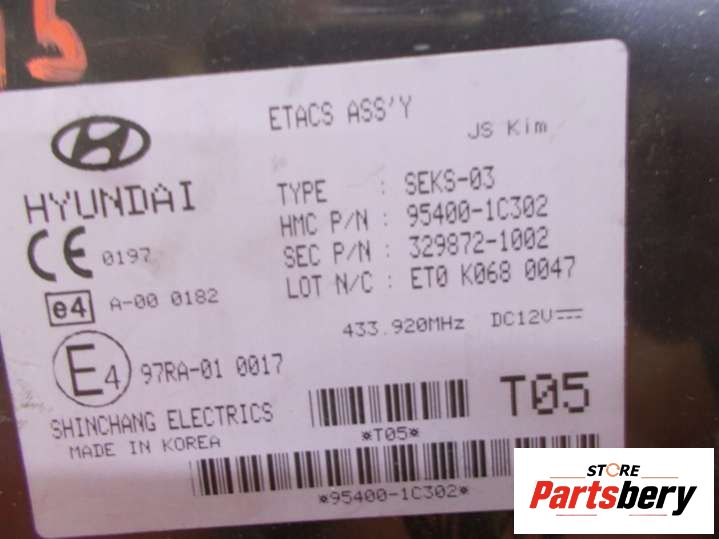 ETACS ASS'Y
JS Kim
HYUNDAI
TYPE : SEKS-03
HMC P/N : 95400-1C302
SEC P/N : 329872-1002
LOT N/C : ET0 K068 0047
CE 0197
e4 A-00 0182
433.920MHz DC12V
E4 97RA-01 0017
SHINCHANG ELECTRICS
MADE IN KOREA
*T05*
T05
*95400-1C302*
STORE
Partsbery